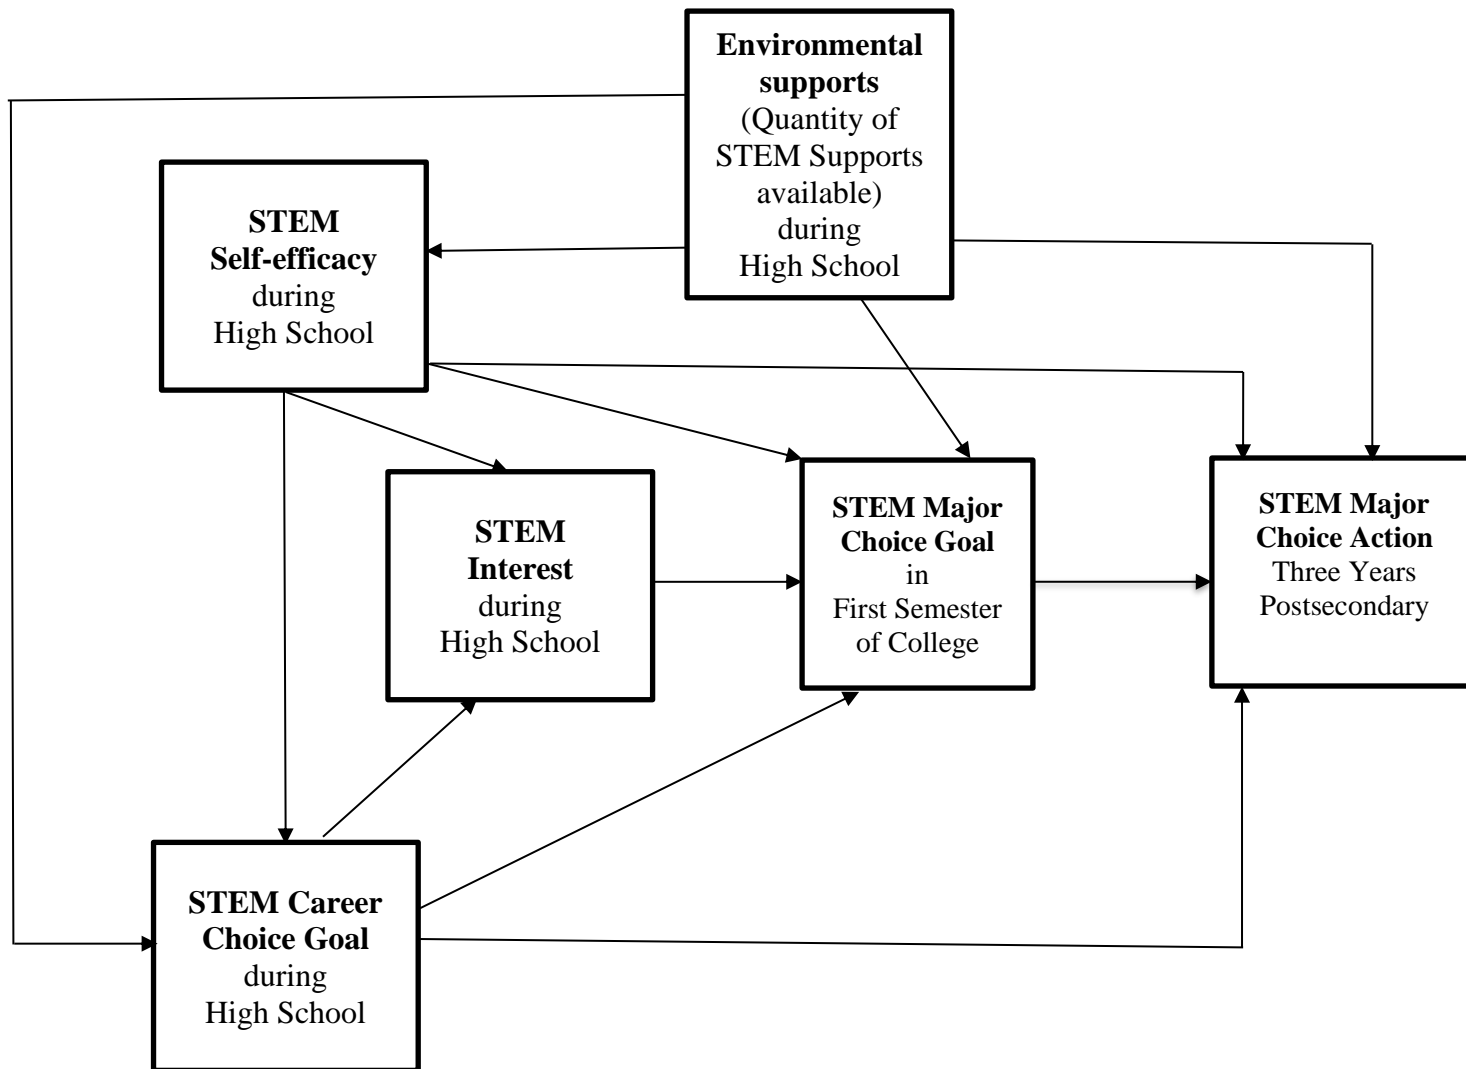 Environmental
supports
(Quantity of
STEM Supports
available)
during
High School
STEM
Self-efficacy
during
High School
STEM
Interest
during
High School
STEM Major
Choice Goal
in
First Semester
of College
STEM Major
Choice Action
Three Years
Postsecondary
STEM Career
Choice Goal
during
High School